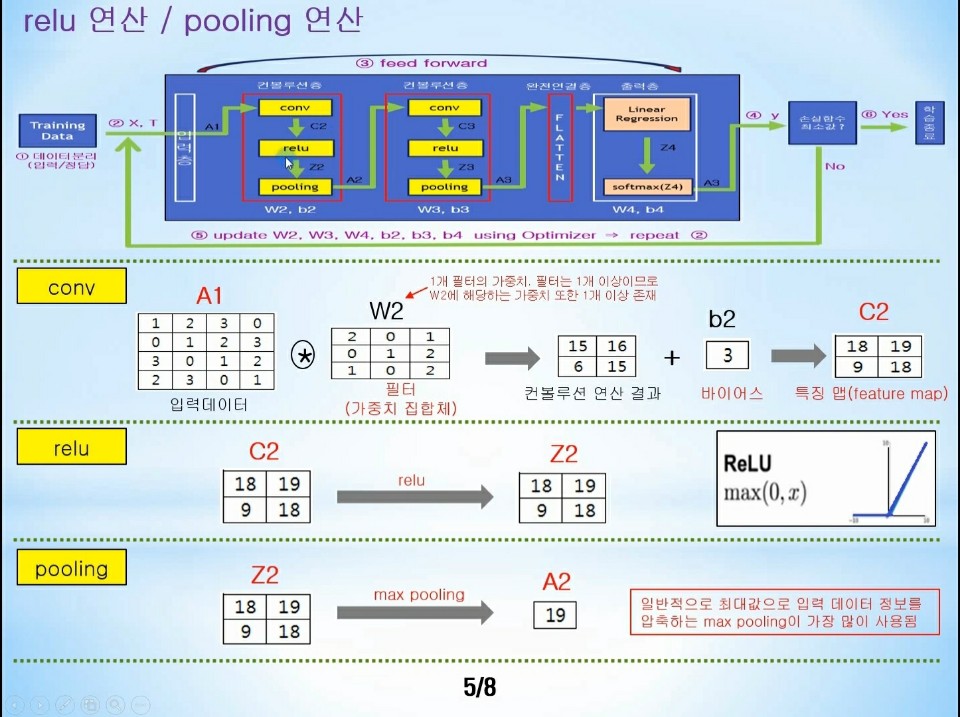 relu 연산 / pooling 연산
③ feed forward
컨볼루션층
컨볼루션층
완전연결층
출력층
Training Data
① 데이터분리
(입력/정답)
② X, T
입력층
A1
conv
C2
relu
Z2
pooling
W2, b2
A2
conv
C3
relu
Z3
pooling
W3, b3
A3
FLATTEN
Linear
Regression
Z4
softmax(Z4)
W4, b4
A3
④ y
손실함수
최소값 ?
⑥ Yes
학습종료
No
⑤ update W2, W3, W4, b2, b3, b4 using Optimizer → repeat ②
conv
A1
1 2 3 0
0 1 2 3
3 0 1 2
2 3 0 1
입력데이터
1개 필터의 가중치. 필터는 1개 이상이므로
W2에 해당하는 가중치 또한 1개 이상 존재
W2
2 0 1
0 1 2
1 0 2
필터
(가중치 집합체)
15 16
6 15
컨볼루션 연산 결과
+
b2
3
바이어스
C2
18 19
9 18
특징 맵(feature map)
relu
C2
18 19
9 18
relu
Z2
18 19
9 18
ReLU
max(0, x)
pooling
Z2
18 19
9 18
max pooling
A2
19
일반적으로 최대값으로 입력 데이터 정보를
압축하는 max pooling이 가장 많이 사용됨
5/8